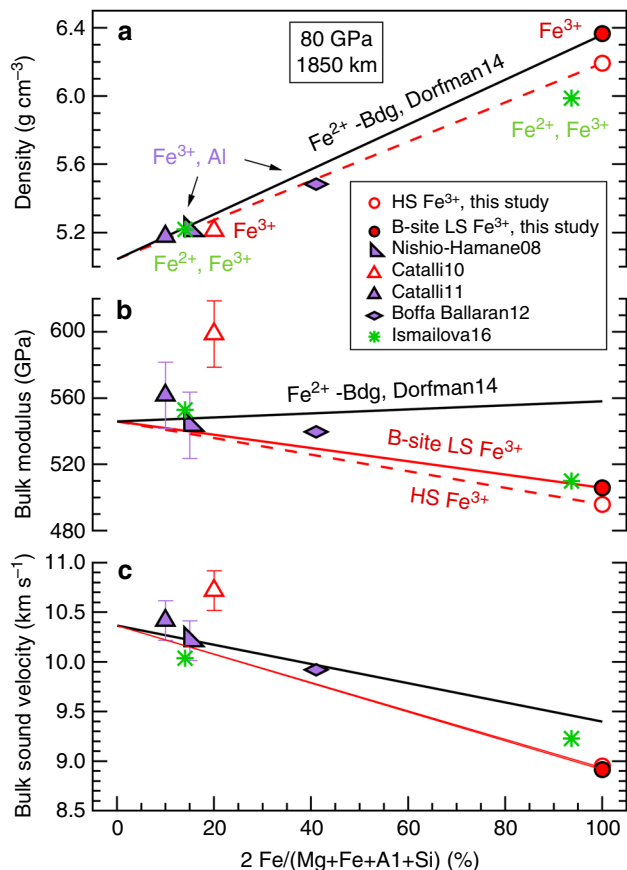 a
80 GPa
1850 km
Fe³⁺
Fe²⁺ -Bdg, Dorfman14
Fe³⁺, Al
Fe²⁺, Fe³⁺
Fe³⁺
Fe²⁺, Fe³⁺
6.4
6.0
5.6
5.2
Density (g cm⁻³)
HS Fe³⁺, this study
B-site LS Fe³⁺, this study
Nishio-Hamane08
Catalli10
Catalli11
Boffa Ballaran12
Ismailova16
b
600
560
520
480
Bulk modulus (GPa)
Fe²⁺ -Bdg, Dorfman14
B-site LS Fe³⁺
HS Fe³⁺
c
11.0
10.5
10.0
9.5
9.0
8.5
Bulk sound velocity (km s⁻¹)
0 20 40 60 80 100
2 Fe/(Mg+Fe+A1+Si) (%)